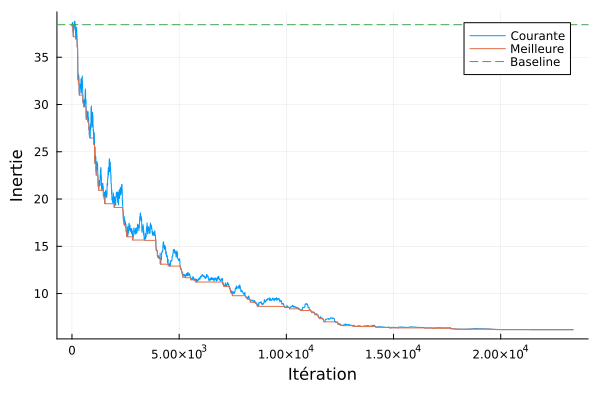 Courante
Meilleure
Baseline
Inertie
35
30
25
20
15
10
0
5.00×10³
1.00×10⁴
1.50×10⁴
2.00×10⁴
Itération